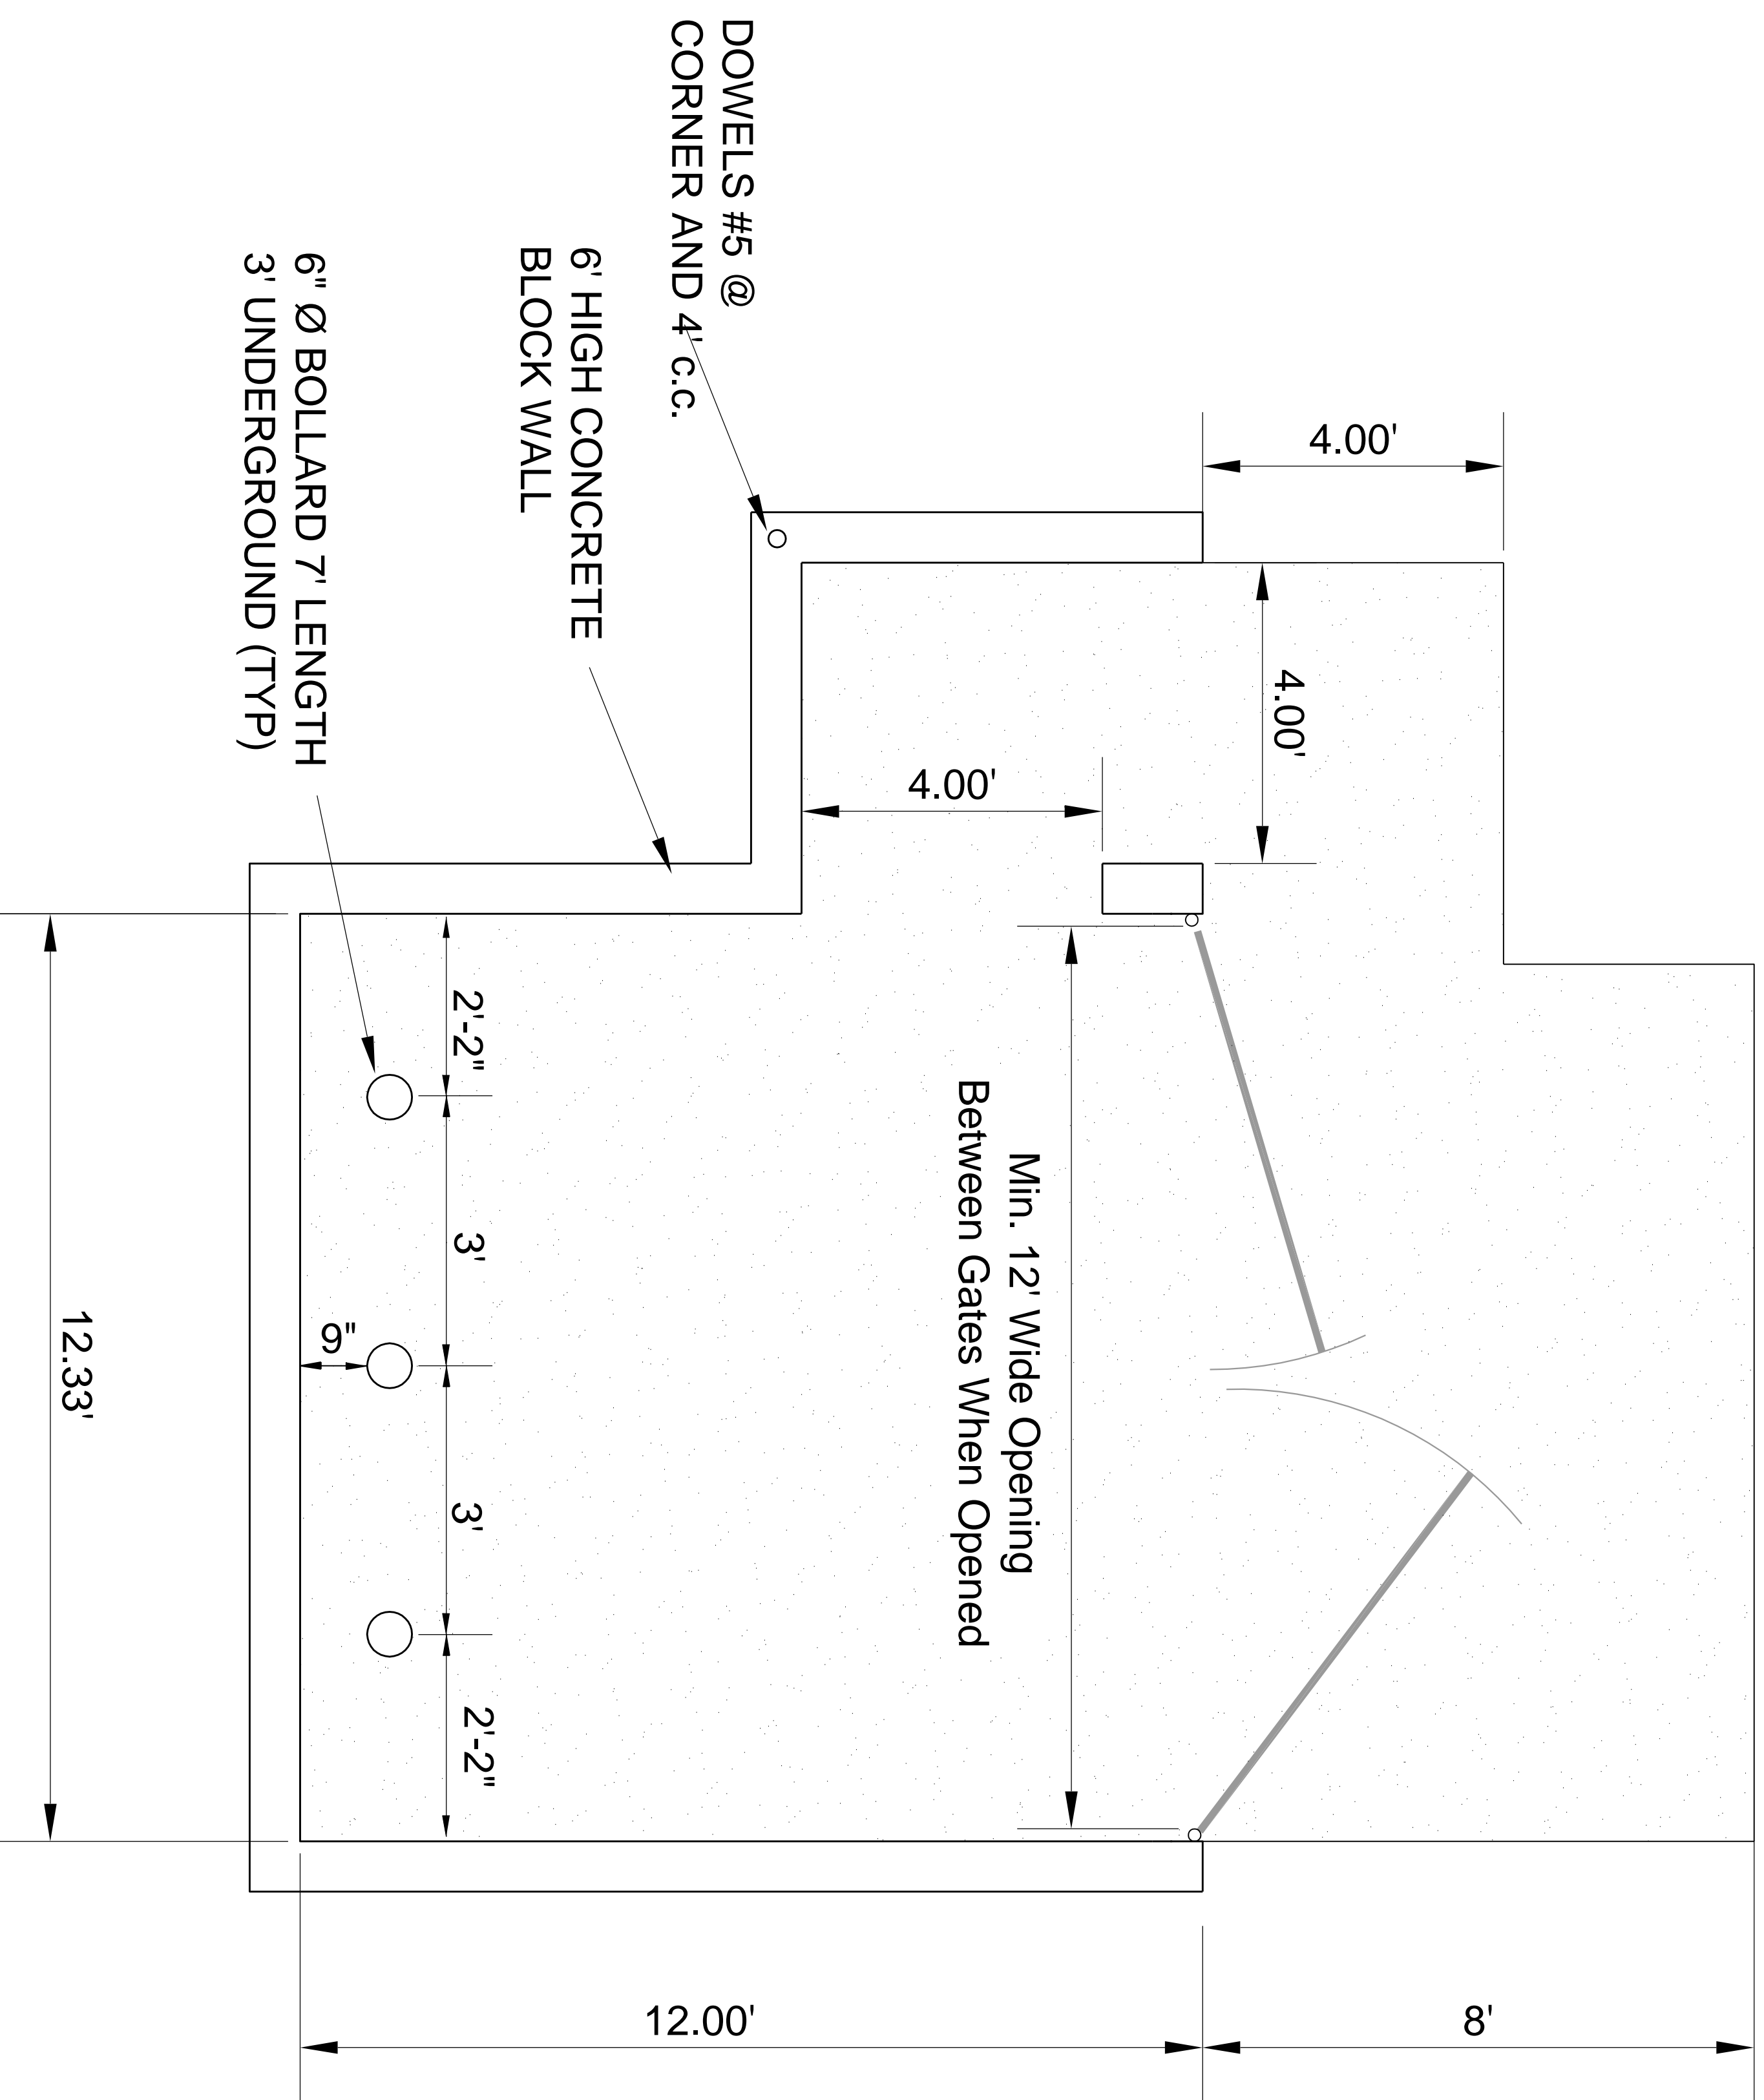 DOWELS #5 @
CORNER AND 4' c.c.
6' HIGH CONCRETE
BLOCK WALL
6" Ø BOLLARD 7' LENGTH
3' UNDERGROUND (TYP)
4.00'
4.00'
4.00'
Min. 12' Wide Opening
Between Gates When Opened
2'-2"
3'
3'
2'-2"
9"
12.33'
12.00'
8'